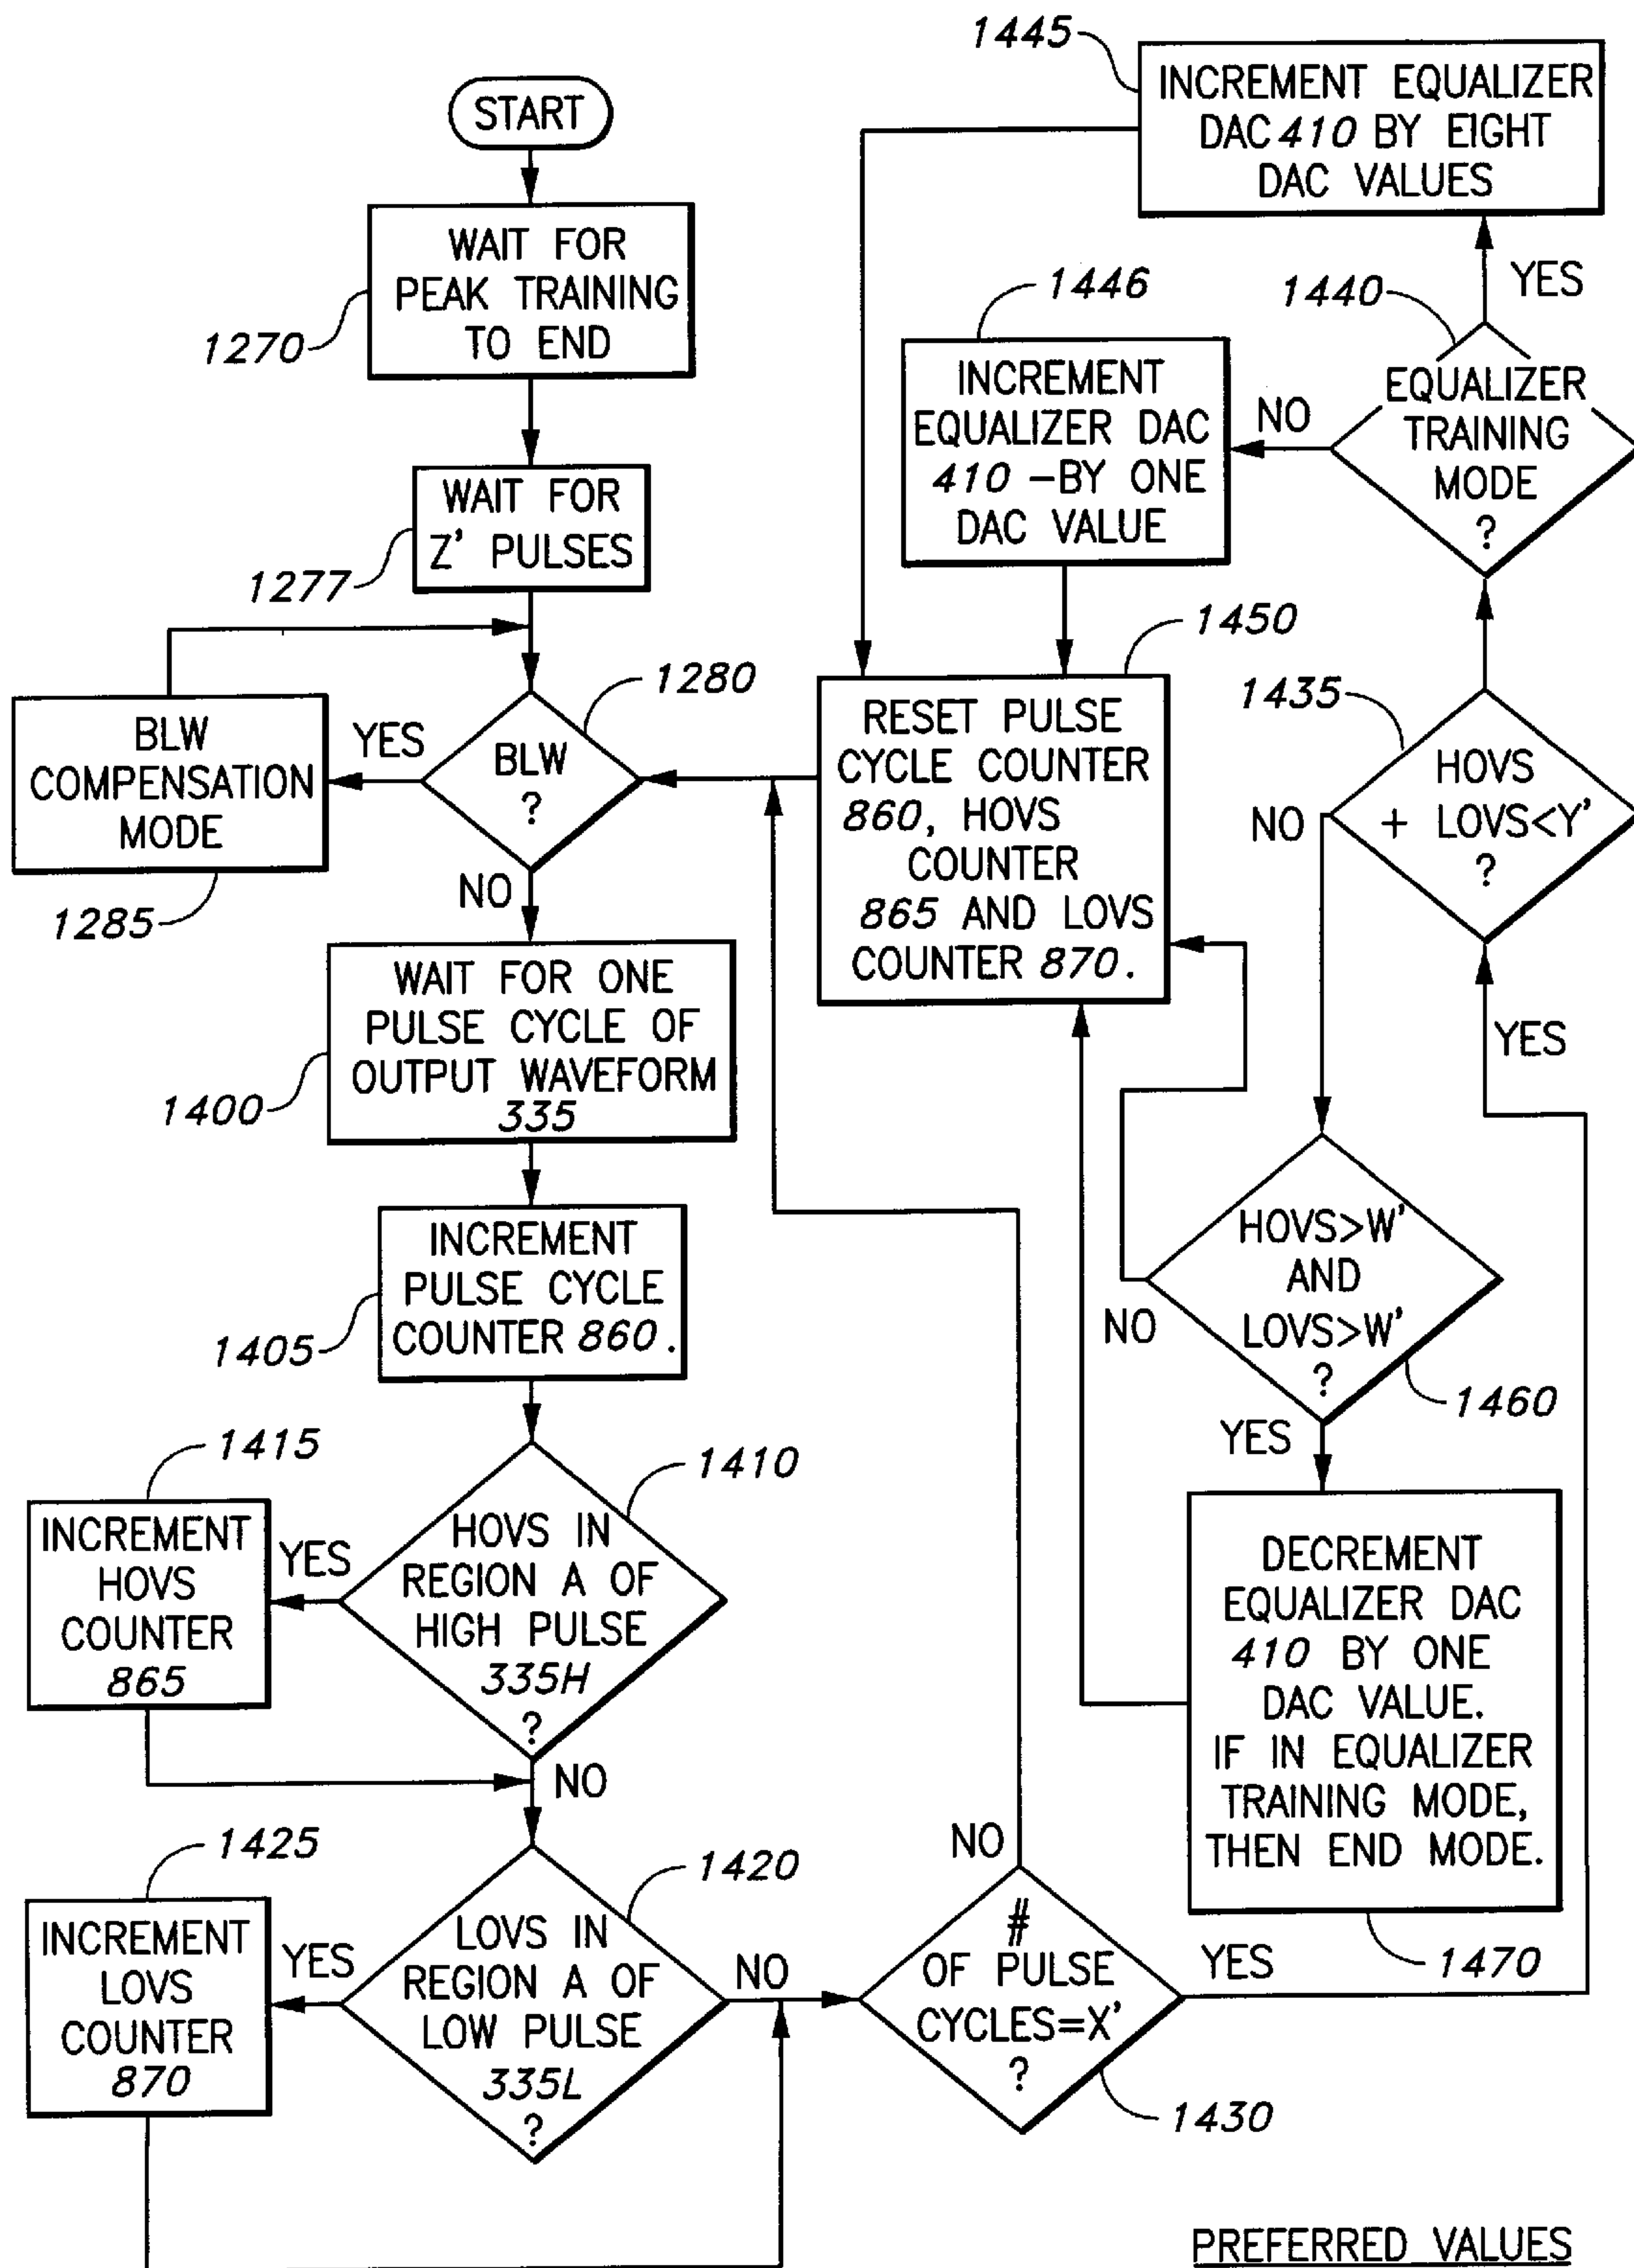 START
WAIT FOR
PEAK TRAINING
TO END
1270
WAIT FOR
Z' PULSES
1277
BLW
?
1280
YES
NO
BLW
COMPENSATION
MODE
1285
WAIT FOR ONE
PULSE CYCLE OF
OUTPUT WAVEFORM
335
1400
INCREMENT
PULSE CYCLE
COUNTER 860.
1405
HOVS IN
REGION A OF
HIGH PULSE
335H
?
1410
YES
NO
INCREMENT
HOVS
COUNTER
865
1415
LOVS IN
REGION A OF
LOW PULSE
335L
?
1420
YES
NO
INCREMENT
LOVS
COUNTER
870
1425
#
OF PULSE
CYCLES=X'
?
1430
NO
YES
HOVS
+ LOVS<Y'
?
1435
NO
YES
EQUALIZER
TRAINING
MODE
?
1440
YES
NO
INCREMENT EQUALIZER
DAC 410 BY EIGHT
DAC VALUES
1445
INCREMENT
EQUALIZER DAC
410 -BY ONE
DAC VALUE
1446
RESET PULSE
CYCLE COUNTER
860, HOVS
COUNTER
865 AND LOVS
COUNTER 870.
1450
HOVS>W'
AND
LOVS>W'
?
1460
NO
YES
DECREMENT
EQUALIZER DAC
410 BY ONE
DAC VALUE.
IF IN EQUALIZER
TRAINING MODE,
THEN END MODE.
1470
PREFERRED VALUES